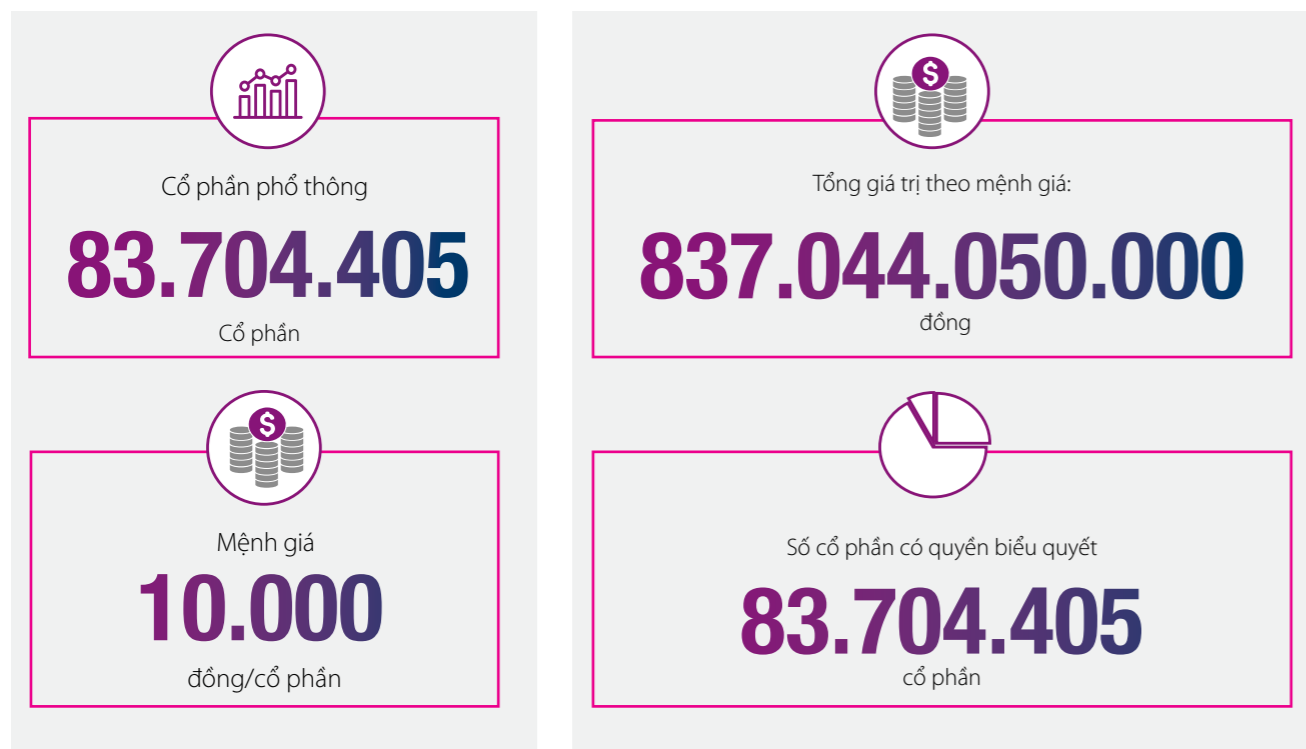 Cổ phần phổ thông
83.704.405
Cổ phần
Mệnh giá
10.000
đồng/cổ phần
Tổng giá trị theo mệnh giá:
837.044.050.000
đồng
Số cổ phần có quyền biểu quyết
83.704.405
cổ phần